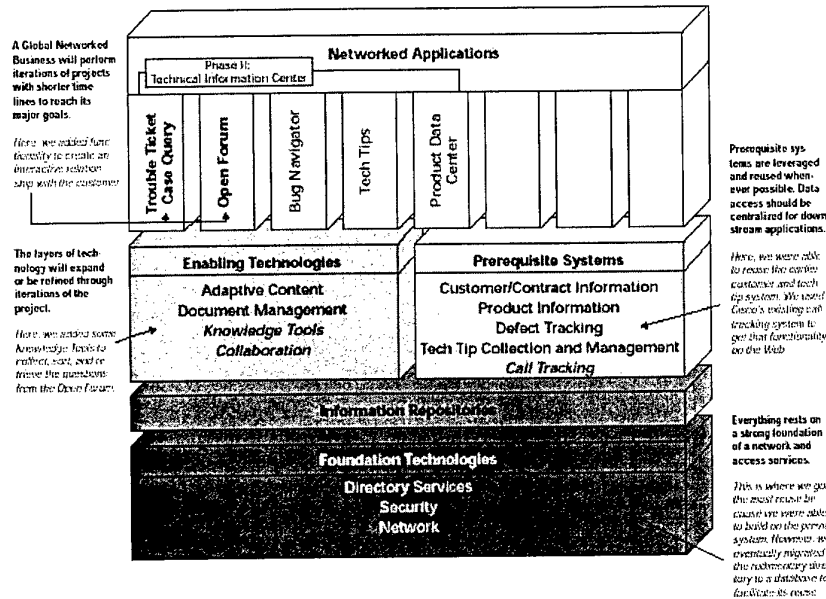 Networked Applications
Phase II:
Technical Information Center
Trouble Ticket
Case Query
Open Forum
Bug Navigator
Tech Tips
Product Data
Center
A Global Networked
Business will perform
iterations of projects
with shorter time
lines to reach its
major goals.
Here, we added func
tionality to create an
interactive relation
ship with the customer
The layers of tech-
nology will expand
or be refined through
iterations of the
project.
Here, we added some
Knowledge Tools to
collect, sort, and re-
trieve the questions
from the Open Forum.
Enabling Technologies
Adaptive Content
Document Management
Knowledge Tools
Collaboration
Prerequisite Systems
Customer/Contract Information
Product Information
Defect Tracking
Tech Tip Collection and Management
Call Tracking
Prerequisite sys
tems are leveraged
and reused when-
ever possible. Data
access should be
centralized for down
stream applications.
Here, we were able
to reuse the earlier
customer and tech
tip system. We used
Cisco's existing call
tracking system to
get that functionality
on the Web
Information Repositories
Foundation Technologies
Directory Services
Security
Network
Everything rests on
a strong foundation
of a network and
access services.
This is where we go
the most reuse be
cause we were able
to build on the
system. However, w
eventually migrated
the rudimentary direc
tory to a database to
facilitate its reuse